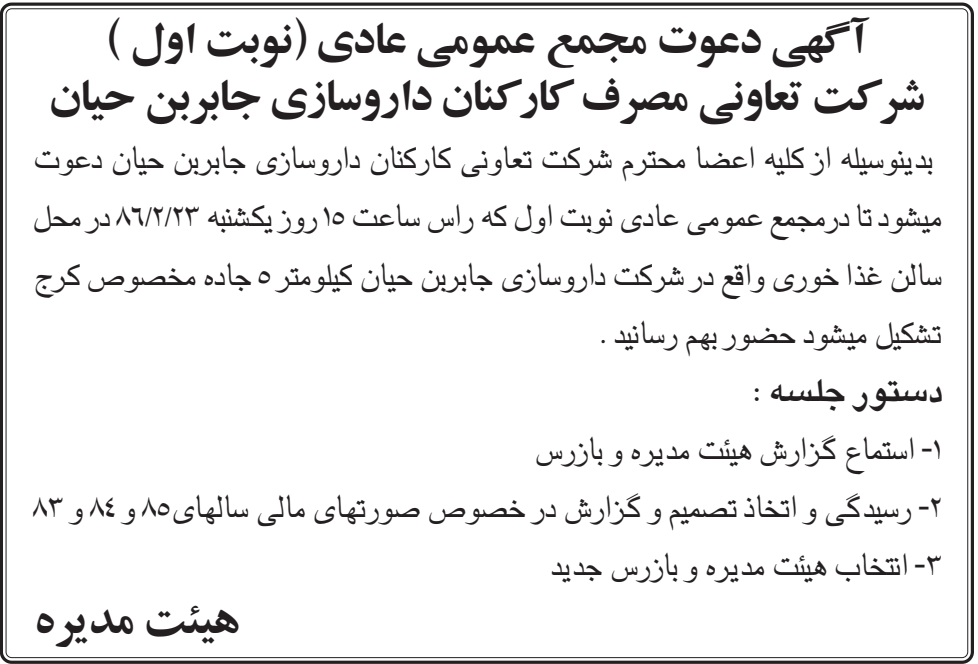 آگهی دعوت مجمع عمومی عادی (نوبت اول )
شرکت تعاونی مصرف کارکنان داروسازی جابربن حیان
بدینوسیله از کلیه اعضا محترم شرکت تعاونی کارکنان داروسازی جابربن حیان دعوت
میشود تا درمجمع عمومی عادی نوبت اول که راس ساعت ۱۵ روز یکشنبه ۸٦/۲/۲۳ در محل
سالن غذا خوری واقع در شرکت داروسازی جابربن حیان کیلومتر ۵ جاده مخصوص کرج
تشکیل میشود حضور بهم رسانید .
دستور جلسه :
۱- استماع گزارش هیئت مدیره و بازرس
۲- رسیدگی و اتخاذ تصمیم و گزارش در خصوص صورتهای مالی سالهای ۸۵ و ۸٤ و ۸۳
۳- انتخاب هیئت مدیره و بازرس جدید
هیئت مدیره